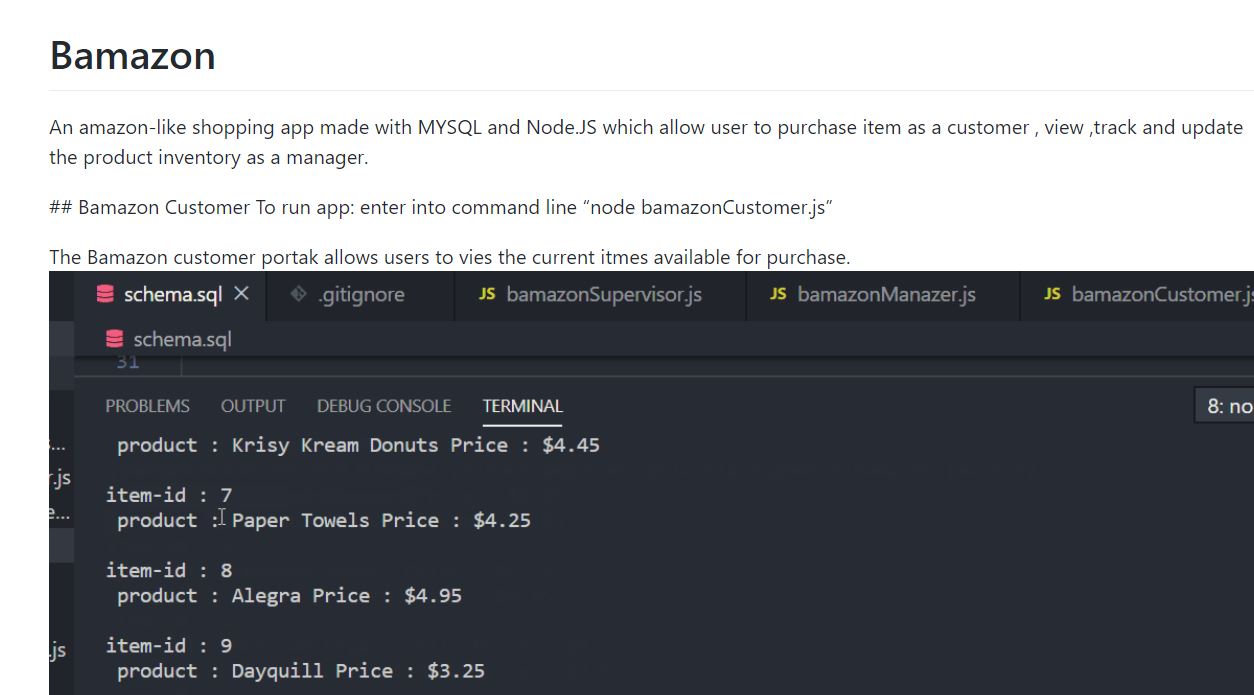 Bamazon
An amazon-like shopping app made with MYSQL and Node.JS which allow user to purchase item as a customer , view ,track and update
the product inventory as a manager.
## Bamazon Customer To run app: enter into command line “node bamazonCustomer.js”
The Bamazon customer portak allows users to vies the current itmes available for purchase.
schema.sql .gitignore JS bamazonSupervisor.js JS bamazonManazer.js JS bamazonCustomer.js
schema.sql
31
PROBLEMS OUTPUT DEBUG CONSOLE TERMINAL 8: no
product : Krisy Kream Donuts Price : $4.45
...
.js
item-id : 7
e...
product : Paper Towels Price : $4.25
item-id : 8
product : Alegra Price : $4.95
item-id : 9
.js
product : Dayquill Price : $3.25